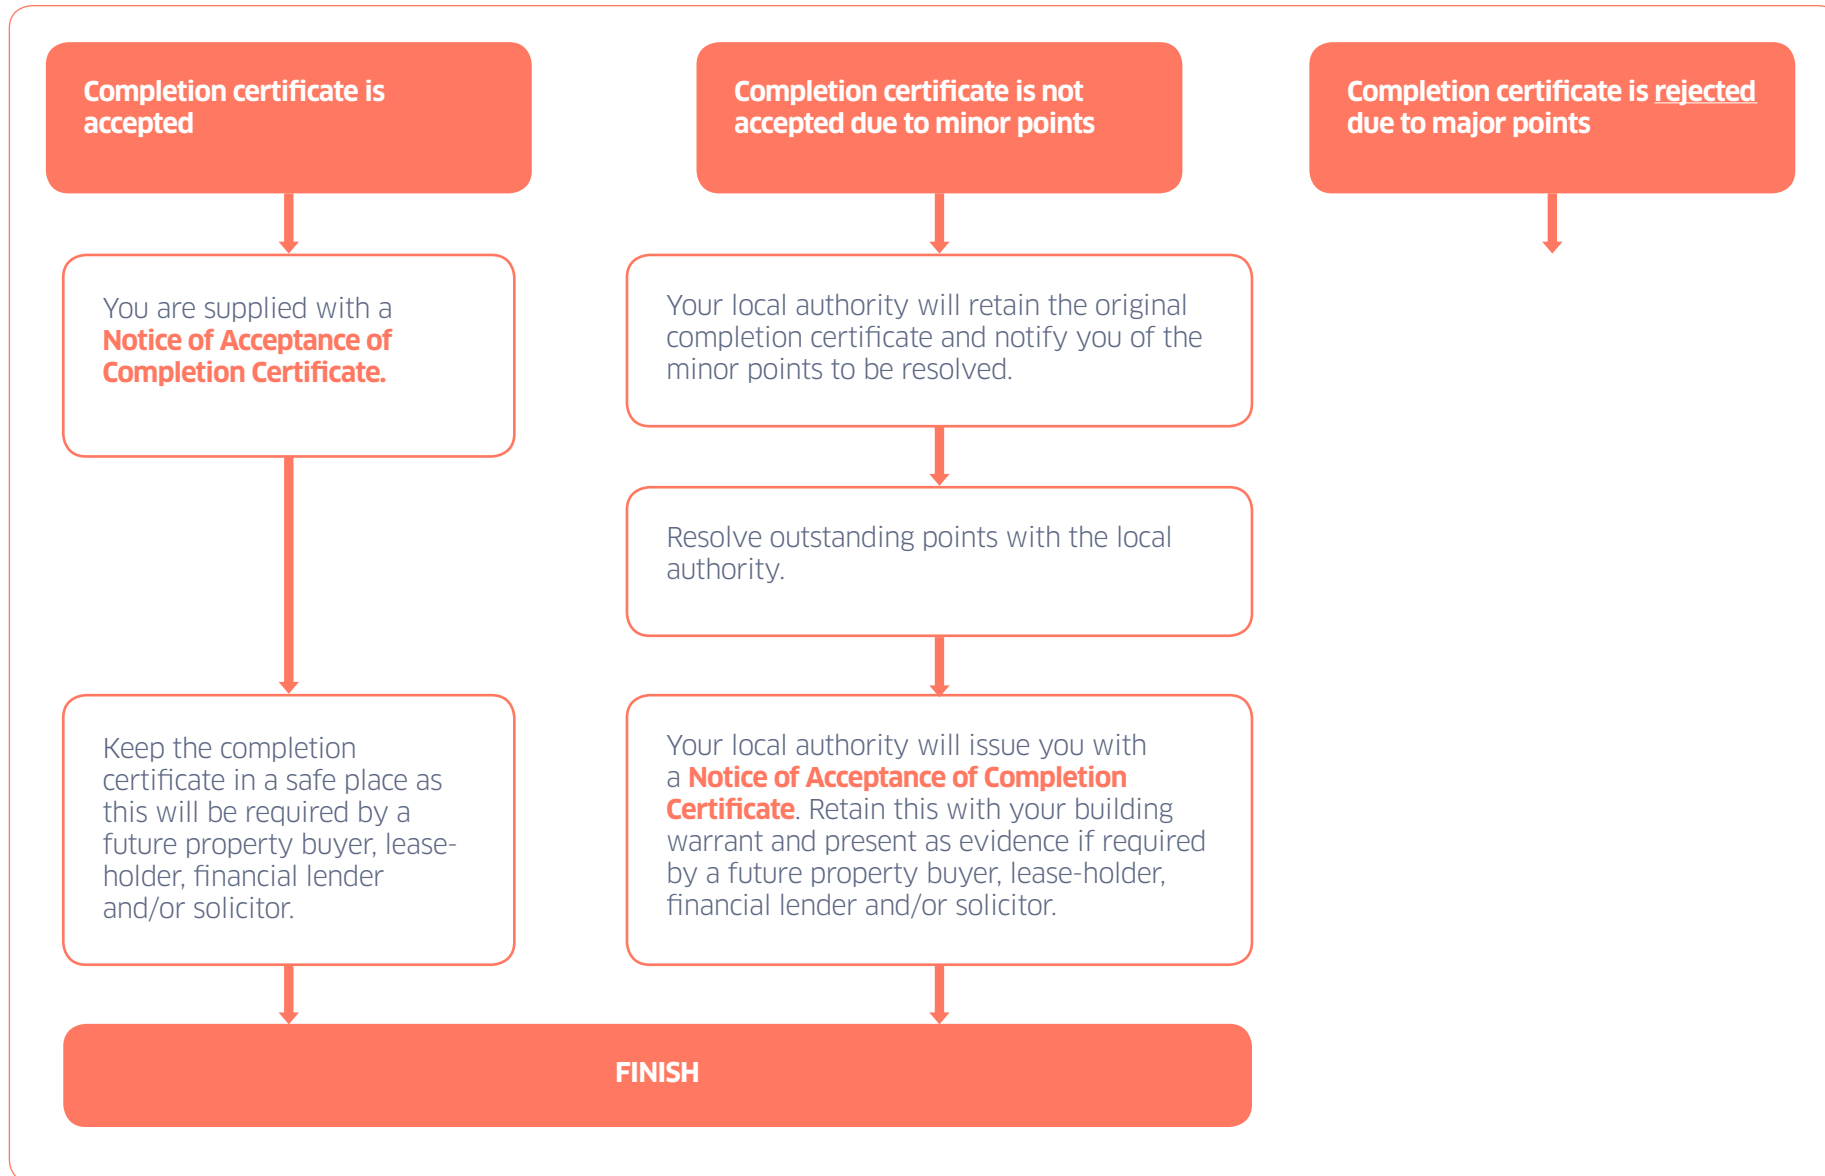 Completion certificate is
accepted
Completion certificate is not
accepted due to minor points
Completion certificate is rejected
due to major points
You are supplied with a
Notice of Acceptance of
Completion Certificate.
Your local authority will retain the original
completion certificate and notify you of the
minor points to be resolved.
Resolve outstanding points with the local
authority.
Keep the completion
certificate in a safe place as
this will be required by a
future property buyer, lease-
holder, financial lender
and/or solicitor.
Your local authority will issue you with
a Notice of Acceptance of Completion
Certificate. Retain this with your building
warrant and present as evidence if required
by a future property buyer, lease-holder,
financial lender and/or solicitor.
FINISH